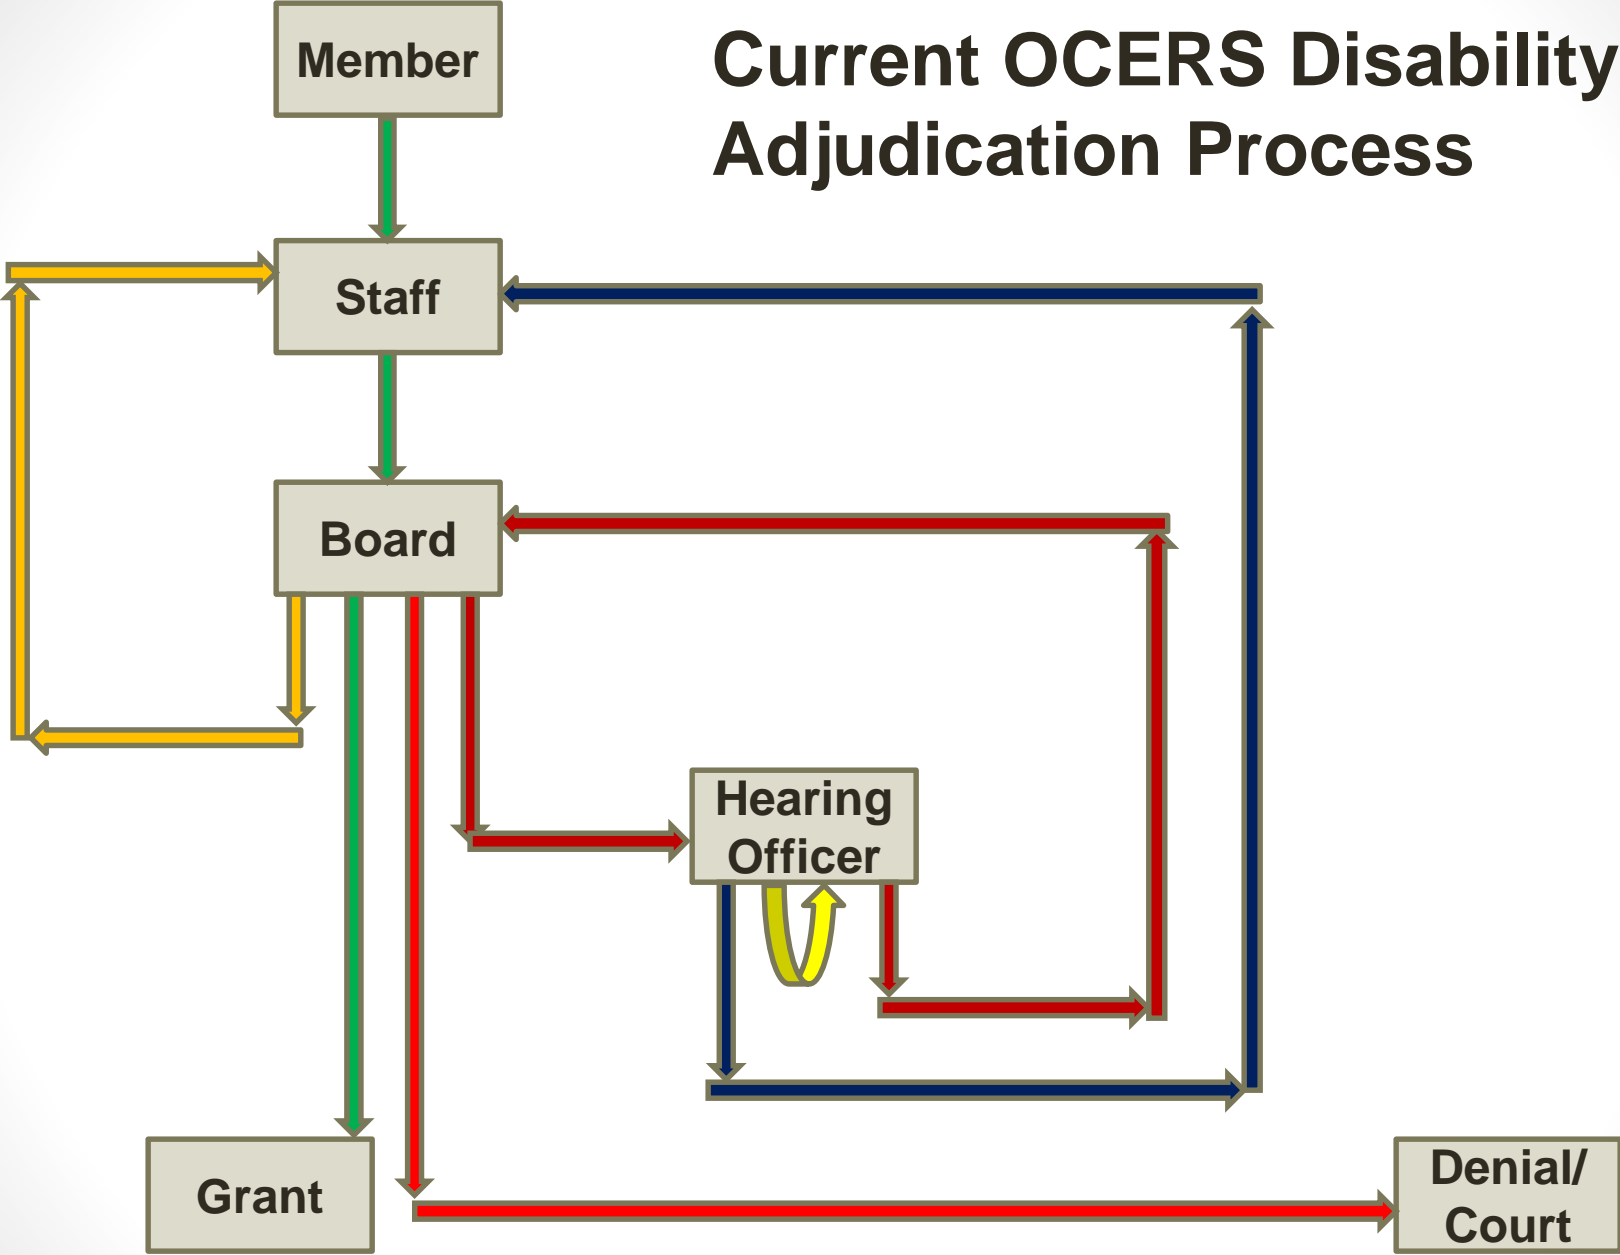 Member
Current OCERS Disability
Adjudication Process
Staff
Board
Hearing
Officer
Grant
Denial/
Court